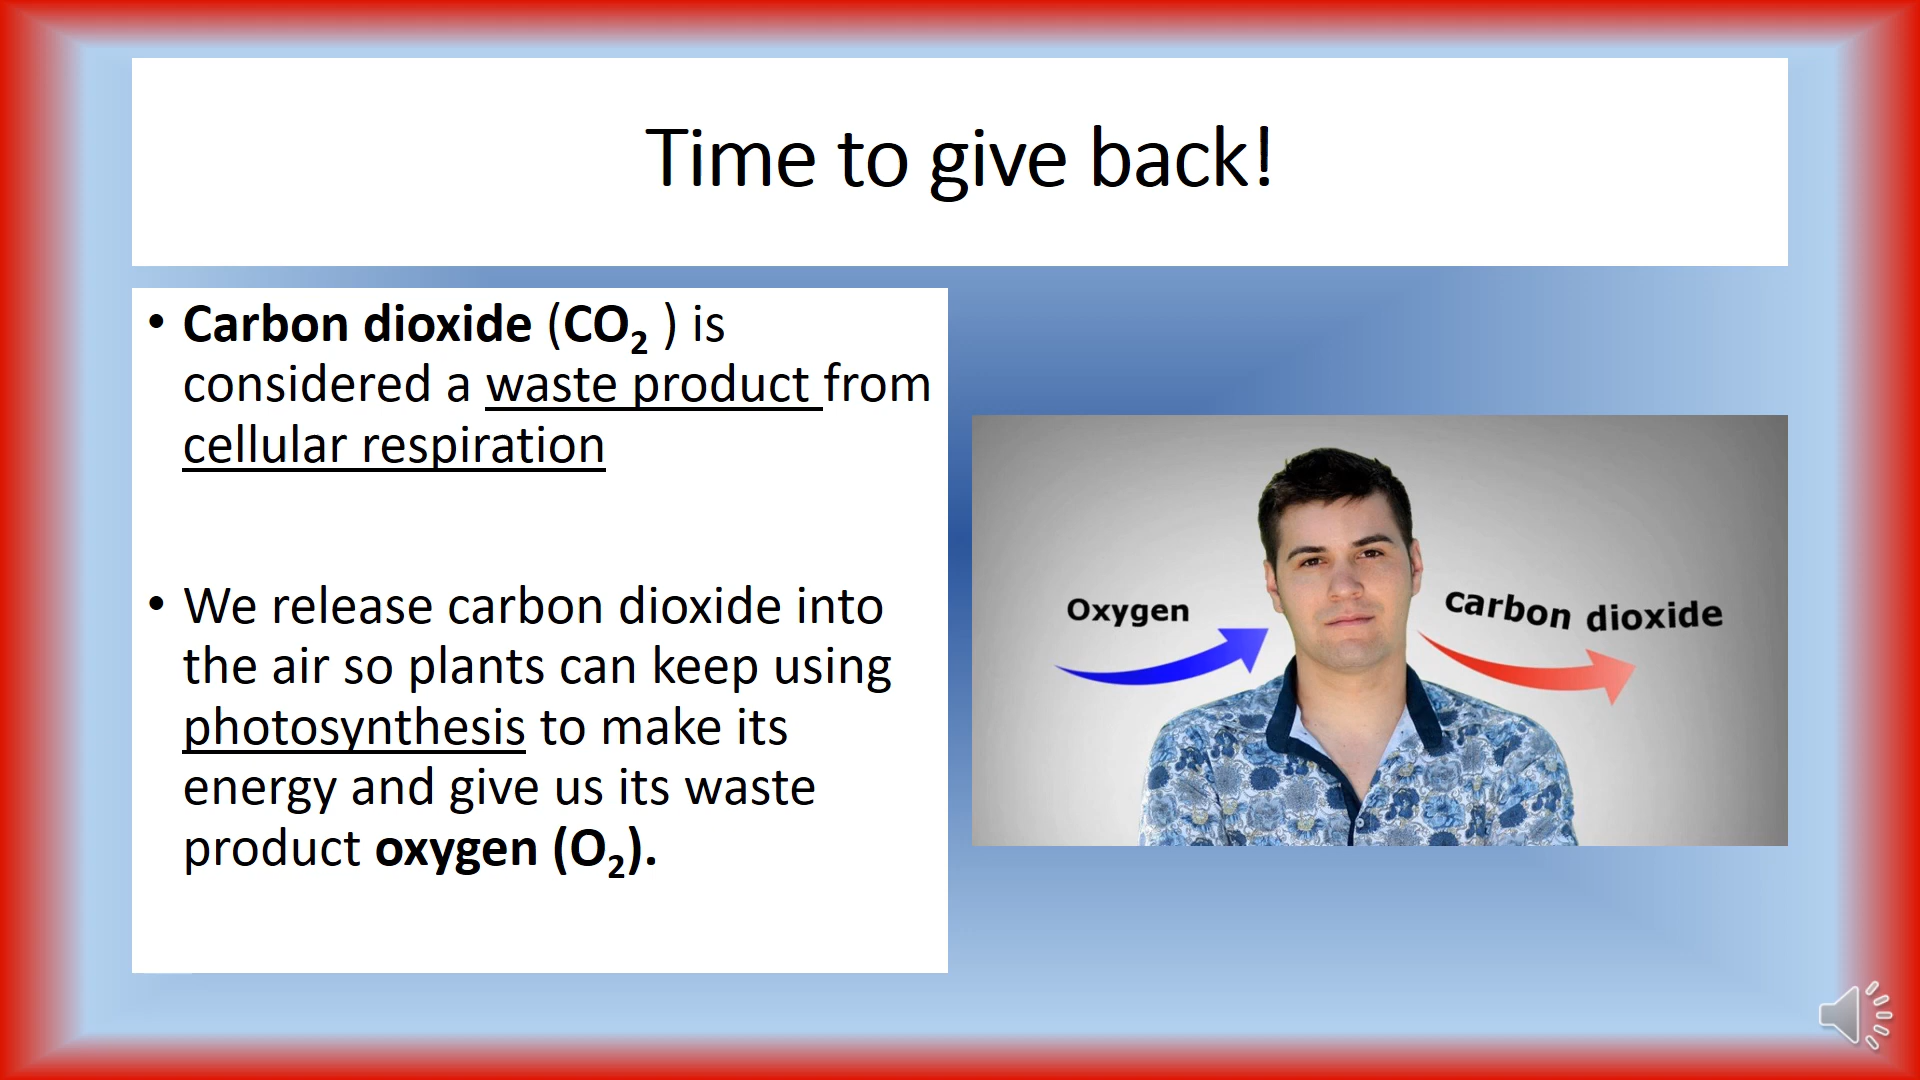 Time to give back!
• Carbon dioxide (CO₂ ) is
considered a waste product from
cellular respiration
• We release carbon dioxide into
the air so plants can keep using
photosynthesis to make its
energy and give us its waste
product oxygen (O₂).
Oxygen
carbon dioxide